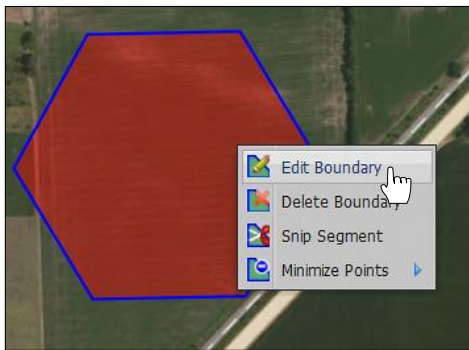 Edit Boundary
Delete Boundary
Snip Segment
Minimize Points